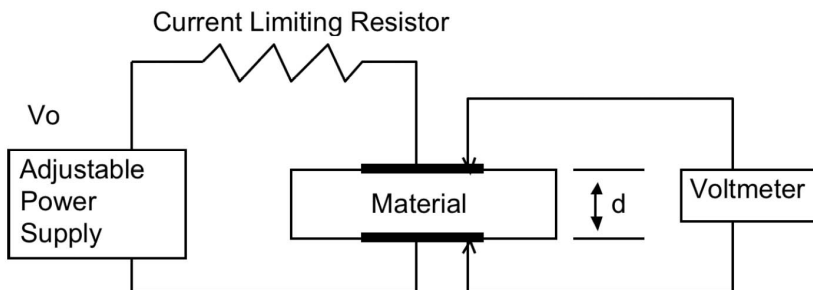 Current Limiting Resistor
Vo
Adjustable
Power
Supply
Material
d
Voltmeter